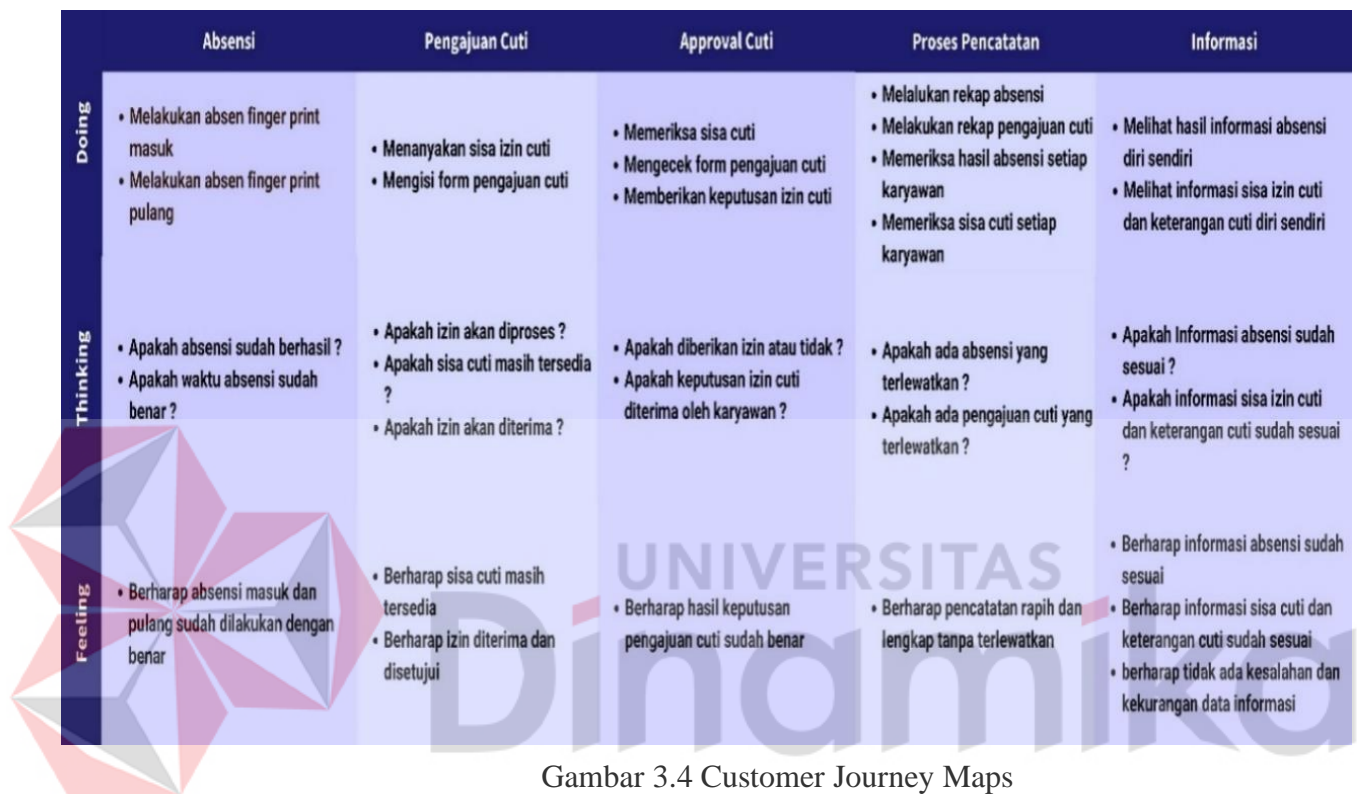 Absensi
Pengajuan Cuti
Approval Cuti
Proses Pencatatan
Informasi
Doing
• Melakukan absen finger print
masuk
• Melakukan absen finger print
pulang
• Menanyakan sisa izin cuti
• Mengisi form pengajuan cuti
• Memeriksa sisa cuti
• Mengecek form pengajuan cuti
• Memberikan keputusan izin cuti
• Melalukan rekap absensi
• Melakukan rekap pengajuan cuti
• Memeriksa hasil absensi setiap
karyawan
• Memeriksa sisa cuti setiap
karyawan
• Melihat hasil informasi absensi
diri sendiri
• Melihat informasi sisa izin cuti
dan keterangan cuti diri sendiri
Thinking
• Apakah absensi sudah berhasil ?
• Apakah waktu absensi sudah
benar ?
• Apakah izin akan diproses ?
• Apakah sisa cuti masih tersedia
?
• Apakah izin akan diterima ?
• Apakah diberikan izin atau tidak ?
• Apakah keputusan izin cuti
diterima oleh karyawan ?
• Apakah ada absensi yang
terlewatkan ?
• Apakah ada pengajuan cuti yang
terlewatkan ?
• Apakah Informasi absensi sudah
sesuai ?
• Apakah informasi sisa izin cuti
dan keterangan cuti sudah sesuai
?
Feeling
• Berharap absensi masuk dan
pulang sudah dilakukan dengan
benar
• Berharap sisa cuti masih
tersedia
• Berharap izin diterima dan
disetujui
• Berharap hasil keputusan
pengajuan cuti sudah benar
• Berharap pencatatan rapih dan
lengkap tanpa terlewatkan
• Berharap informasi absensi sudah
sesuai
• Berharap informasi sisa cuti dan
keterangan cuti sudah sesuai
• berharap tidak ada kesalahan dan
kekurangan data informasi
UNIVERSITAS
Dinamika
Gambar 3.4 Customer Journey Maps